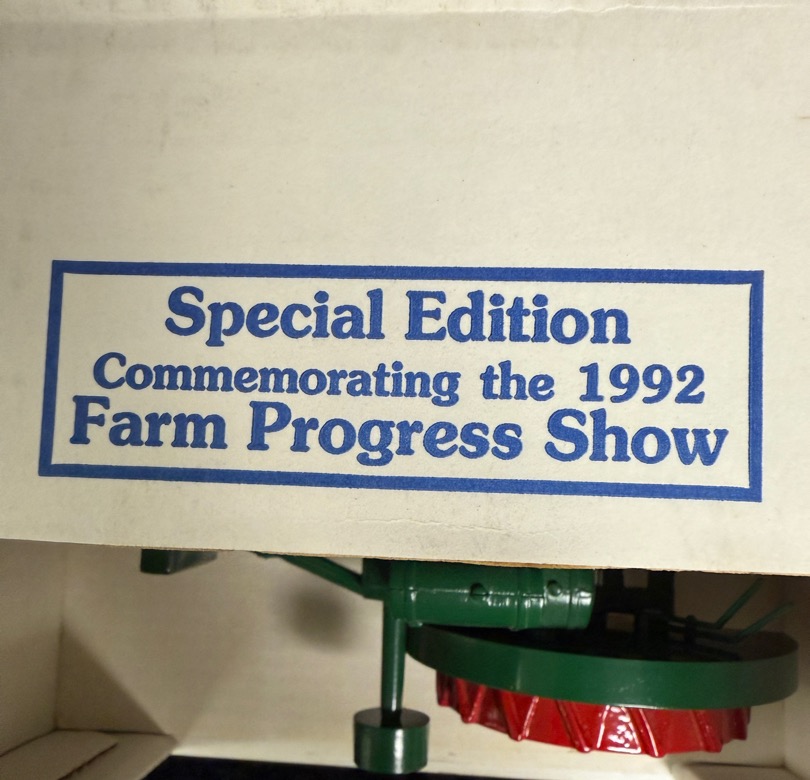 Special Edition
Commemorating the 1992
Farm Progress Show